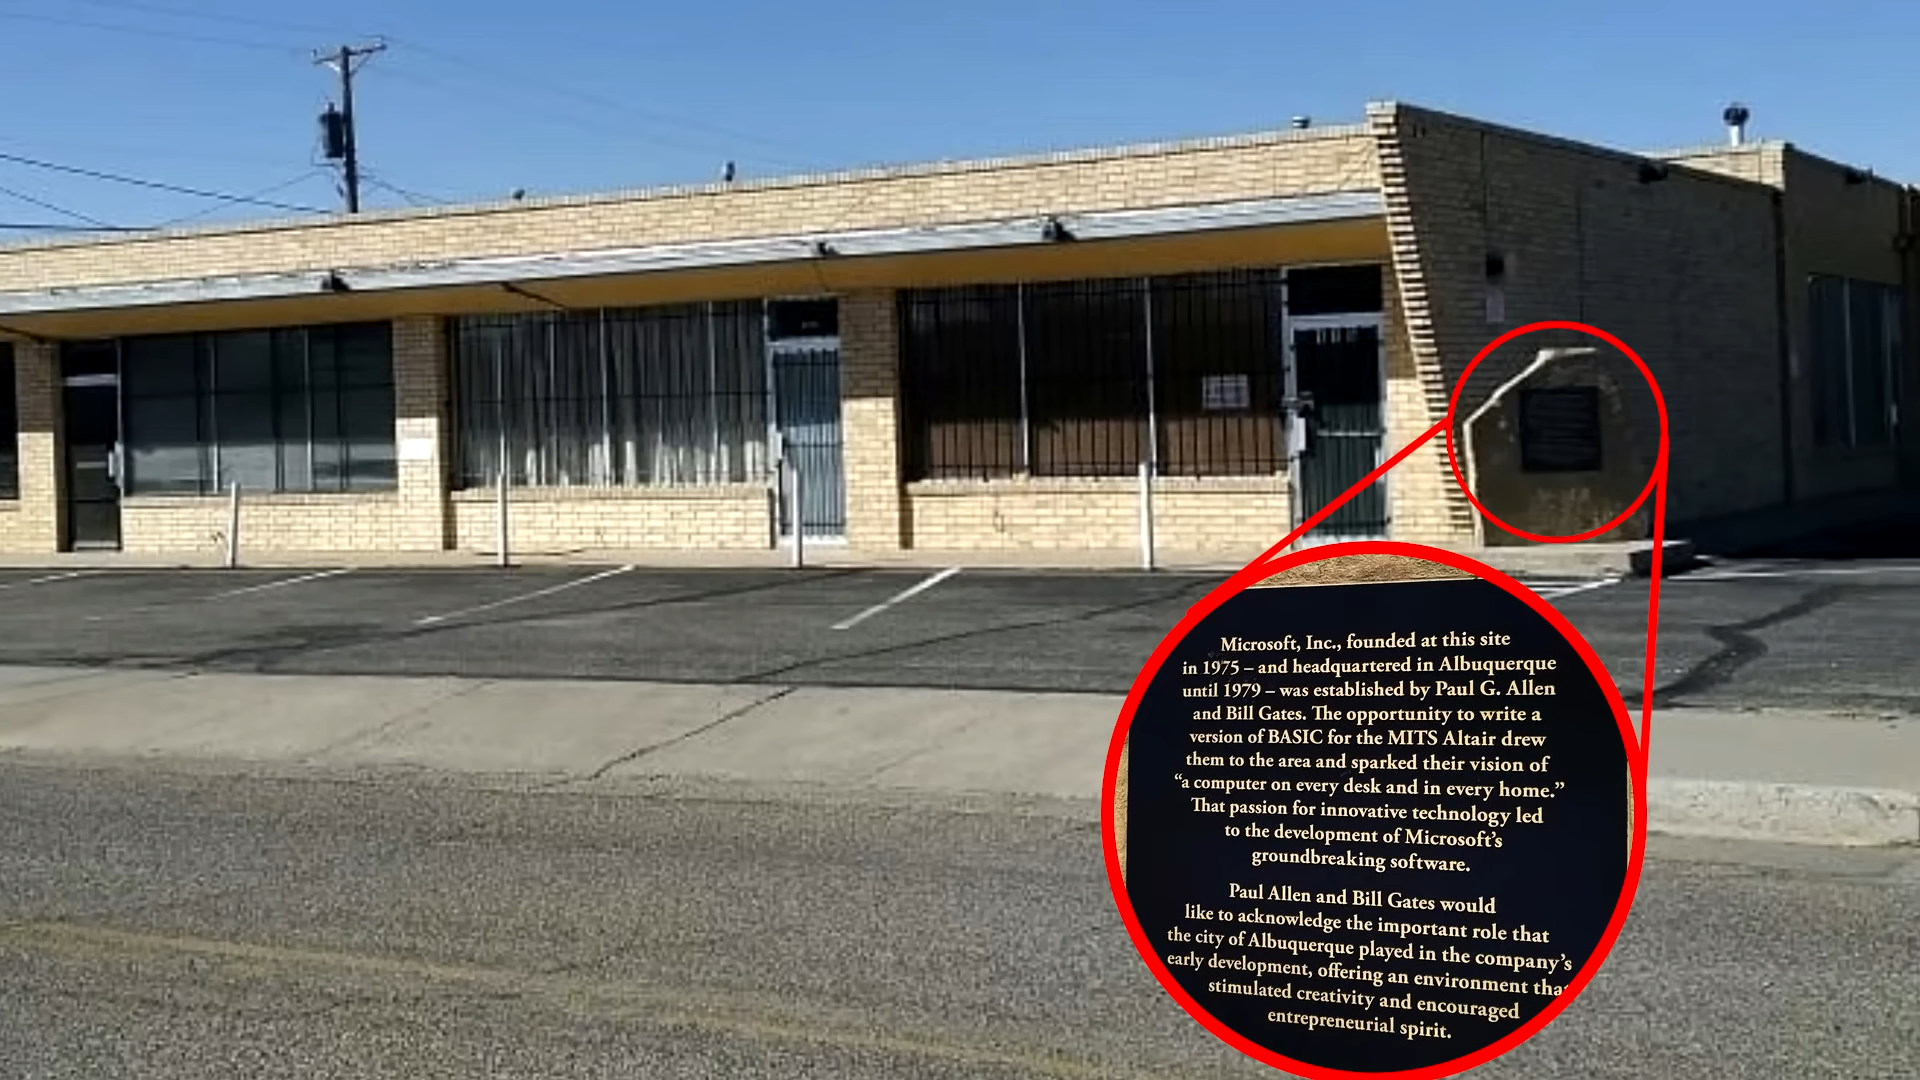 Microsoft, Inc., founded at this site
in 1975 – and headquartered in Albuquerque
until 1979 – was established by Paul G. Allen
and Bill Gates. The opportunity to write a
version of BASIC for the MITS Altair drew
them to the area and sparked their vision of
“a computer on every desk and in every home.”
That passion for innovative technology led
to the development of Microsoft’s
groundbreaking software.
Paul Allen and Bill Gates would
like to acknowledge the important role that
the city of Albuquerque played in the company’s
early development, offering an environment that
stimulated creativity and encouraged
entrepreneurial spirit.